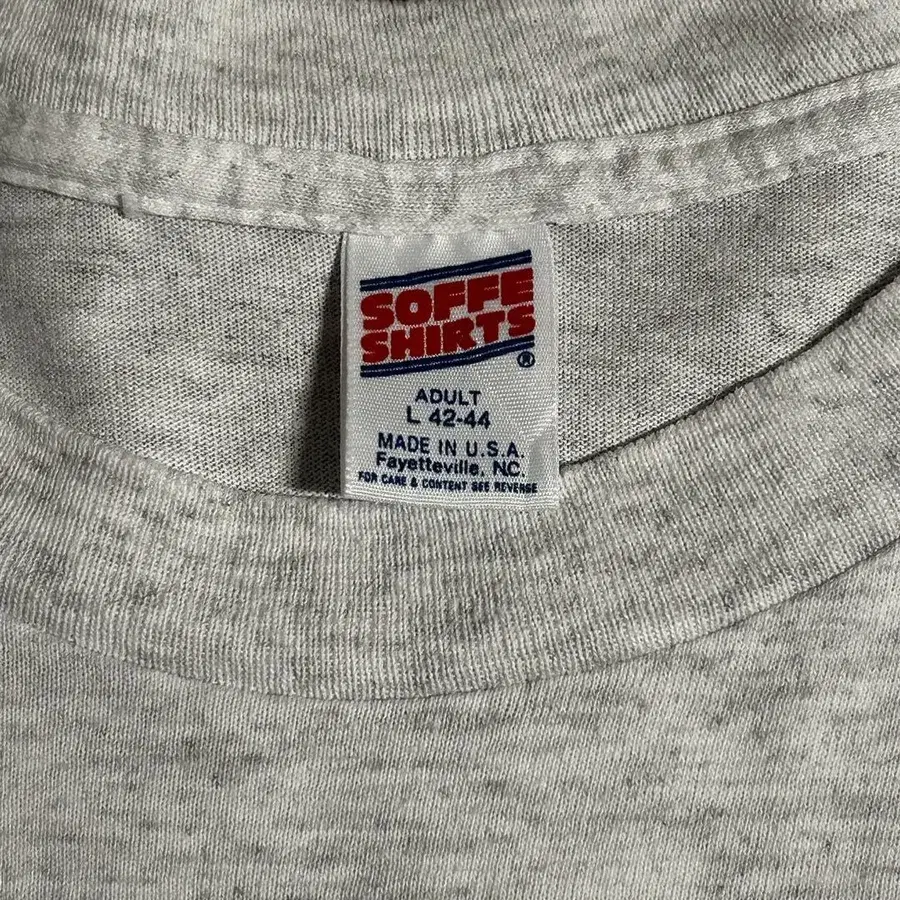 SOFFE
SHIRTS®
ADULT
L 42-44
MADE IN U.S.A.
Fayetteville, NC.
FOR CARE & CONTENT SEE REVERSE